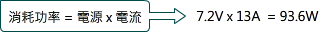 消耗功率 = 電源 x 電流 7.2V x 13A = 93.6W